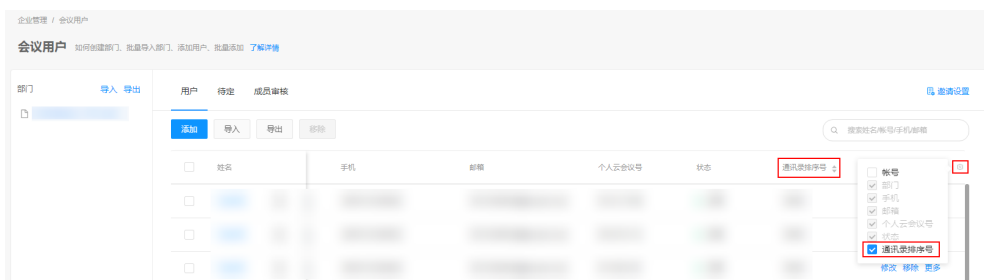 企业管理 / 会议用户
会议用户 如何创建部门、批量导入部门、添加用户、批量添加 了解详情
部门 导入 导出
用户 待定 成员审核 邀请设置
添加 导入 导出 移除 搜索姓名/帐号/手机/邮箱
姓名 手机 邮箱 个人云会议号 状态 通讯录排序号
帐号
部门
手机
邮箱
个人云会议号
状态
通讯录排序号
修改 移除 更多